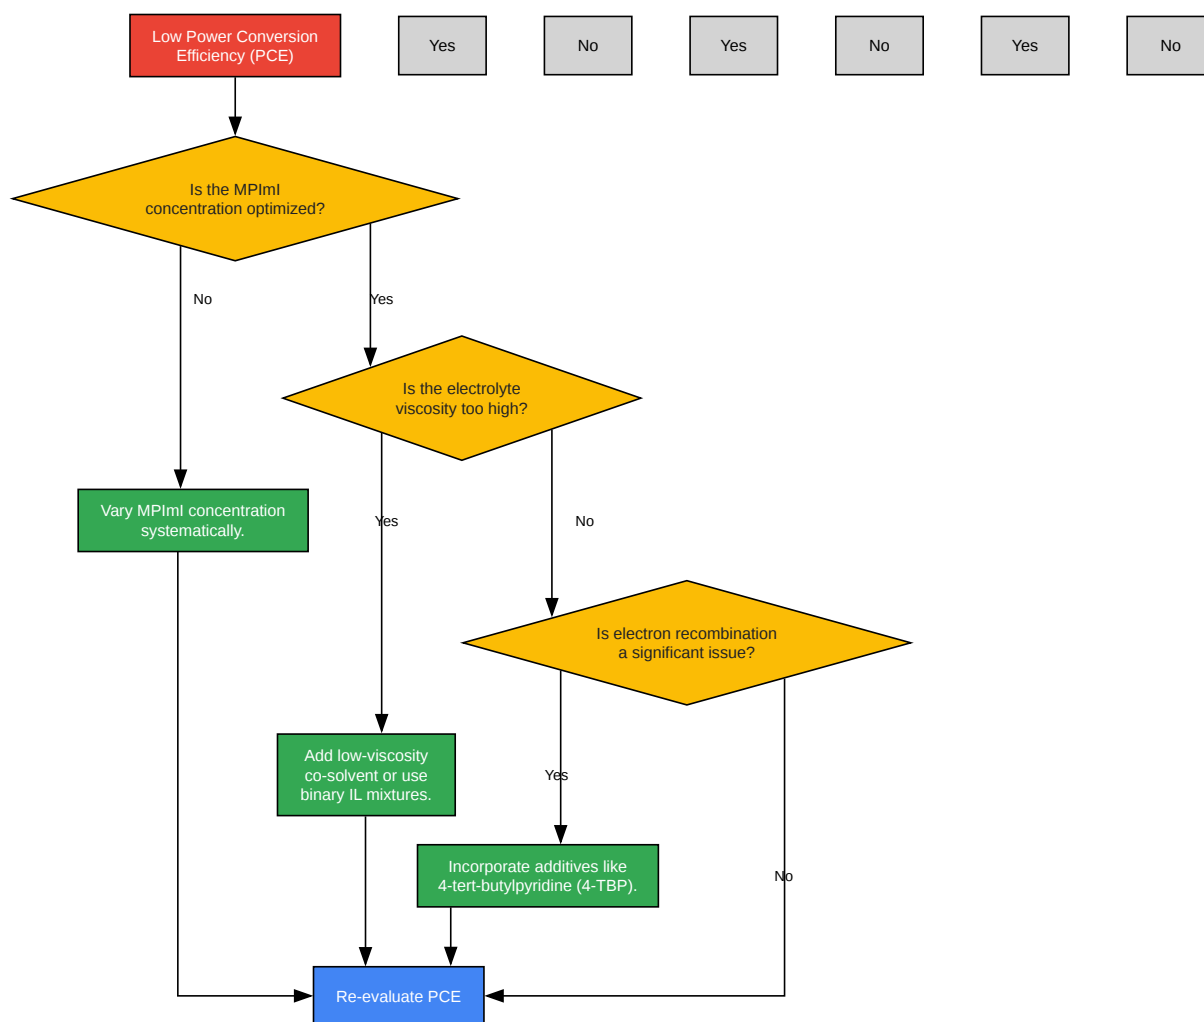 Low Power Conversion
Efficiency (PCE)
Yes
No
Yes
No
Yes
No
Is the MPImI
concentration optimized?
No
Yes
Is the electrolyte
viscosity too high?
Vary MPImI concentration
systematically.
Yes
No
Is electron recombination
a significant issue?
Add low-viscosity
co-solvent or use
binary IL mixtures.
Yes
Incorporate additives like
4-tert-butylpyridine (4-TBP).
No
Re-evaluate PCE